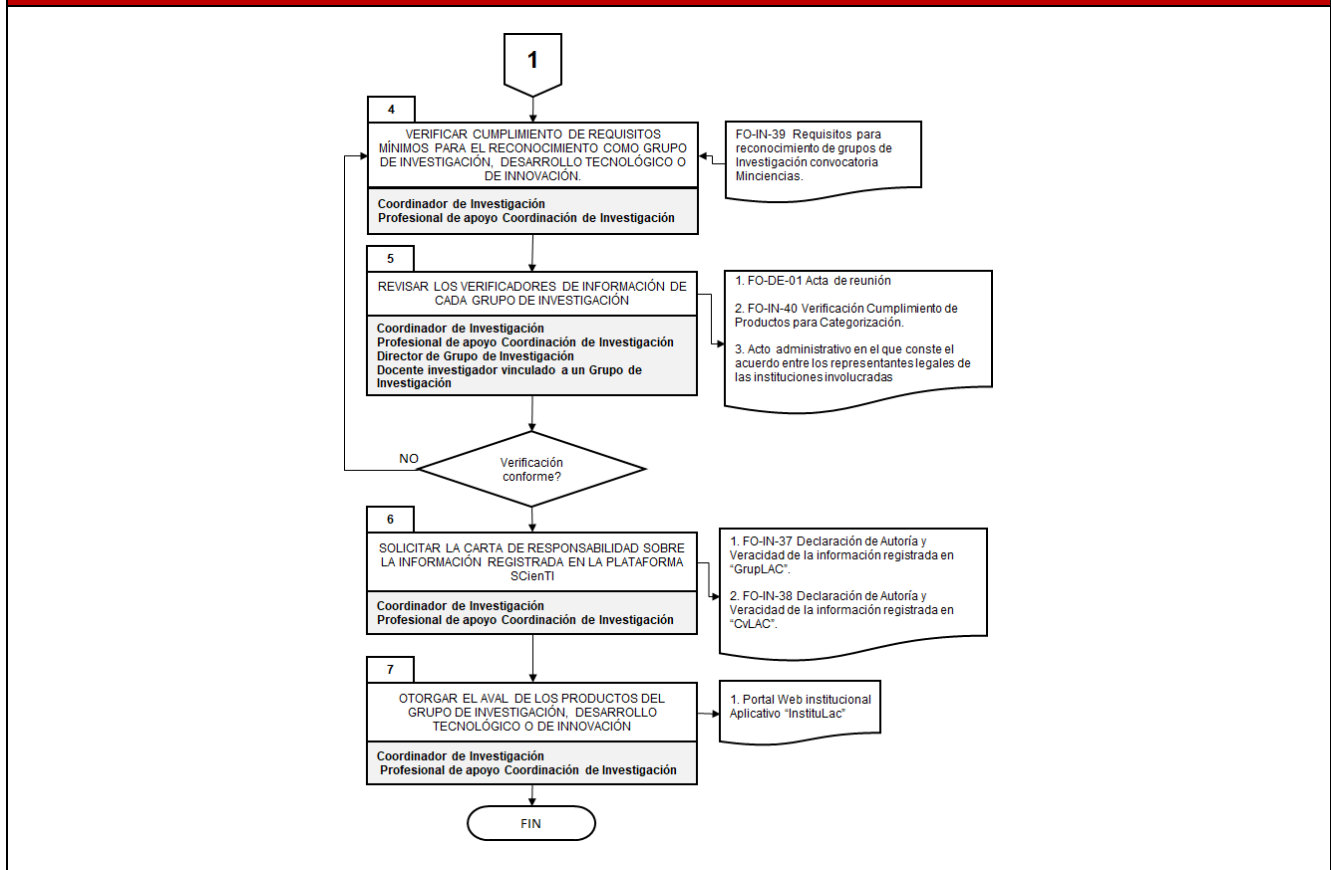 1
4
VERIFICAR CUMPLIMIENTO DE REQUISITOS
MÍNIMOS PARA EL RECONOCIMIENTO COMO GRUPO
DE INVESTIGACIÓN, DESARROLLO TECNOLÓGICO O
DE INNOVACIÓN.
Coordinador de Investigación
Profesional de apoyo Coordinación de Investigación
FO-IN-39 Requisitos para
reconocimiento de grupos de
Investigación convocatoria
Minciencias.
5
REVISAR LOS VERIFICADORES DE INFORMACIÓN DE
CADA GRUPO DE INVESTIGACIÓN
Coordinador de Investigación
Profesional de apoyo Coordinación de Investigación
Director de Grupo de Investigación
Docente investigador vinculado a un Grupo de
Investigación
1. FO-DE-01 Acta de reunión
2. FO-IN-40 Verificación Cumplimiento de
Productos para Categorización.
3. Acto administrativo en el que conste el
acuerdo entre los representantes legales de
las instituciones involucradas
NO
Verificación
conforme?
6
SOLICITAR LA CARTA DE RESPONSABILIDAD SOBRE
LA INFORMACIÓN REGISTRADA EN LA PLATAFORMA
SCienTI
Coordinador de Investigación
Profesional de apoyo Coordinación de Investigación
1. FO-IN-37 Declaración de Autoría y
Veracidad de la información registrada en
“GrupLAC”.
2. FO-IN-38 Declaración de Autoría y
Veracidad de la información registrada en
“CvLAC”.
7
OTORGAR EL AVAL DE LOS PRODUCTOS DEL
GRUPO DE INVESTIGACIÓN, DESARROLLO
TECNOLÓGICO O DE INNOVACIÓN
Coordinador de Investigación
Profesional de apoyo Coordinación de Investigación
1. Portal Web institucional
Aplicativo “InstituLac”
FIN